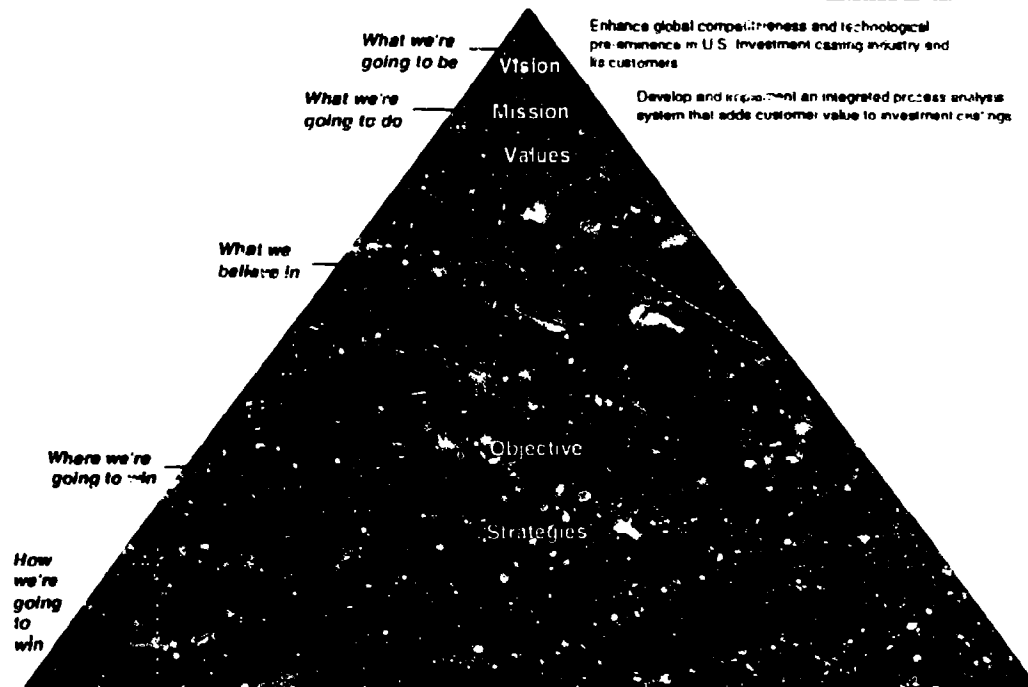 What we're
going to be
Vision
Enhance global competitiveness and technological
pre-eminence in U.S. Investment casting industry and
its customers
What we're
going to do
Mission
Develop and implement an integrated process analysis
system that adds customer value to investment castings
Values
What we
believe in
Objective
Where we're
going to win
Strategies
How
we're
going
to
win